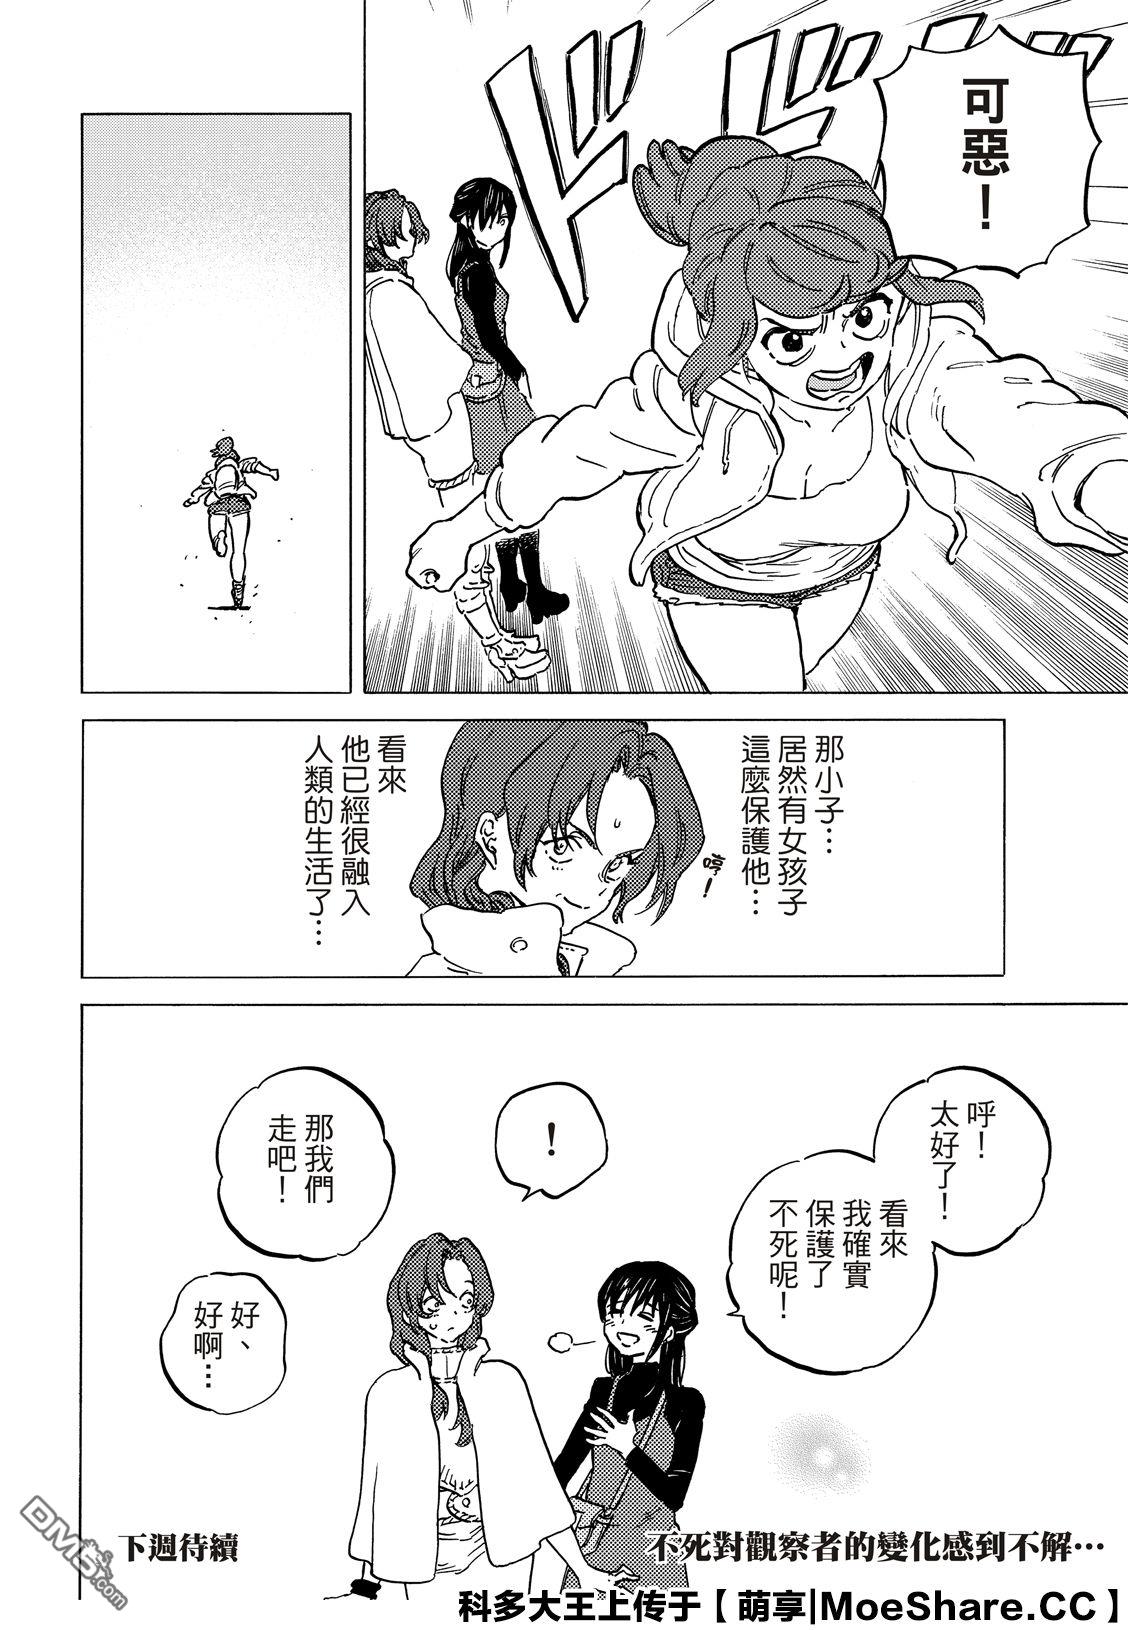 可惡！
ドドド
那小子…
居然有女孩子
這麼保護他…
哼！
看來
他已經很融入
人類的生活了…
呼！
太好了！
看來
我確實
保護了
不死呢！
！
那我們
走吧！
好、
好啊…
不死對觀察者的變化感到不解…
下週待續
DM5.com
科多大王上传于【萌享|MoeShare.CC】